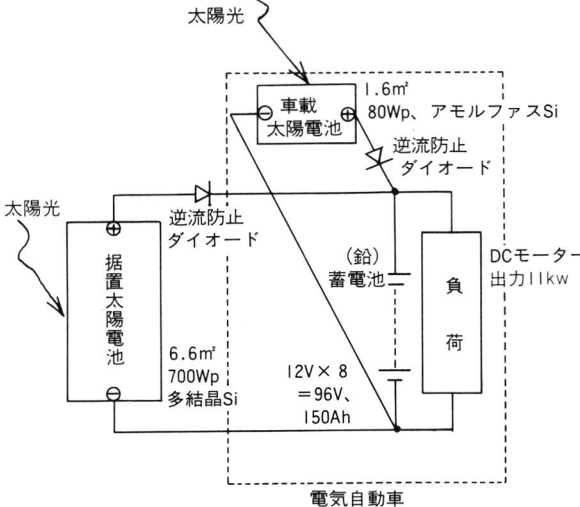 太陽光
1.6m²
80Wp、アモルファスSi
⊖
車載
太陽電池
⊕
逆流防止
ダイオード
太陽光
逆流防止
ダイオード
⊕
据置太陽電池
⊖
6.6m²
700Wp
多結晶Si
(鉛)
蓄電池
12V×8
=96V、
150Ah
負荷
DCモーター
出力11kw
電気自動車